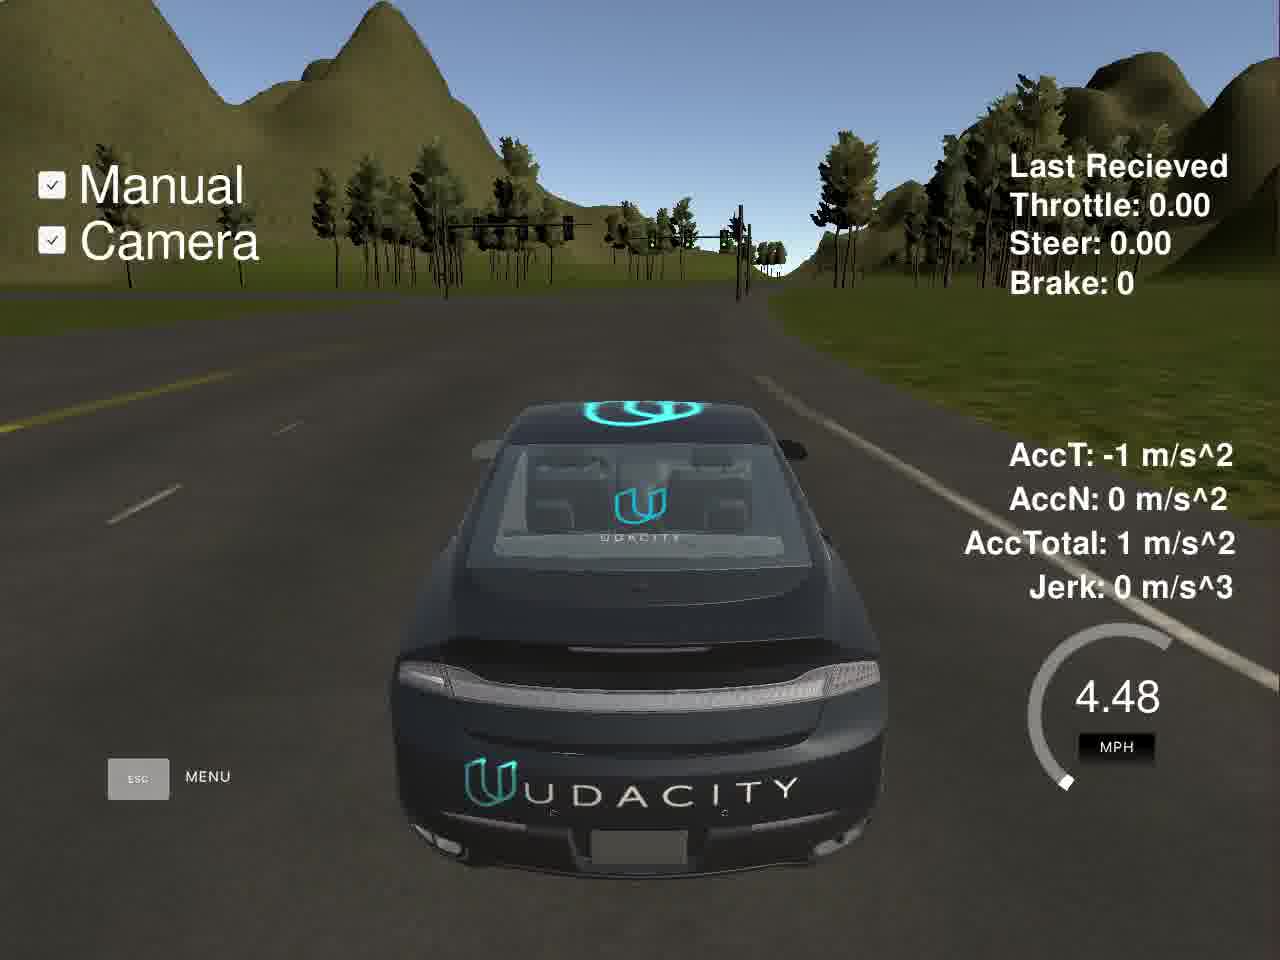 Manual
Camera
Last Recieved
Throttle: 0.00
Steer: 0.00
Brake: 0
AccT: -1 m/s^2
AccN: 0 m/s^2
AccTotal: 1 m/s^2
Jerk: 0 m/s^3
UDACITY
4.48
MPH
ESC MENU
UDACITY